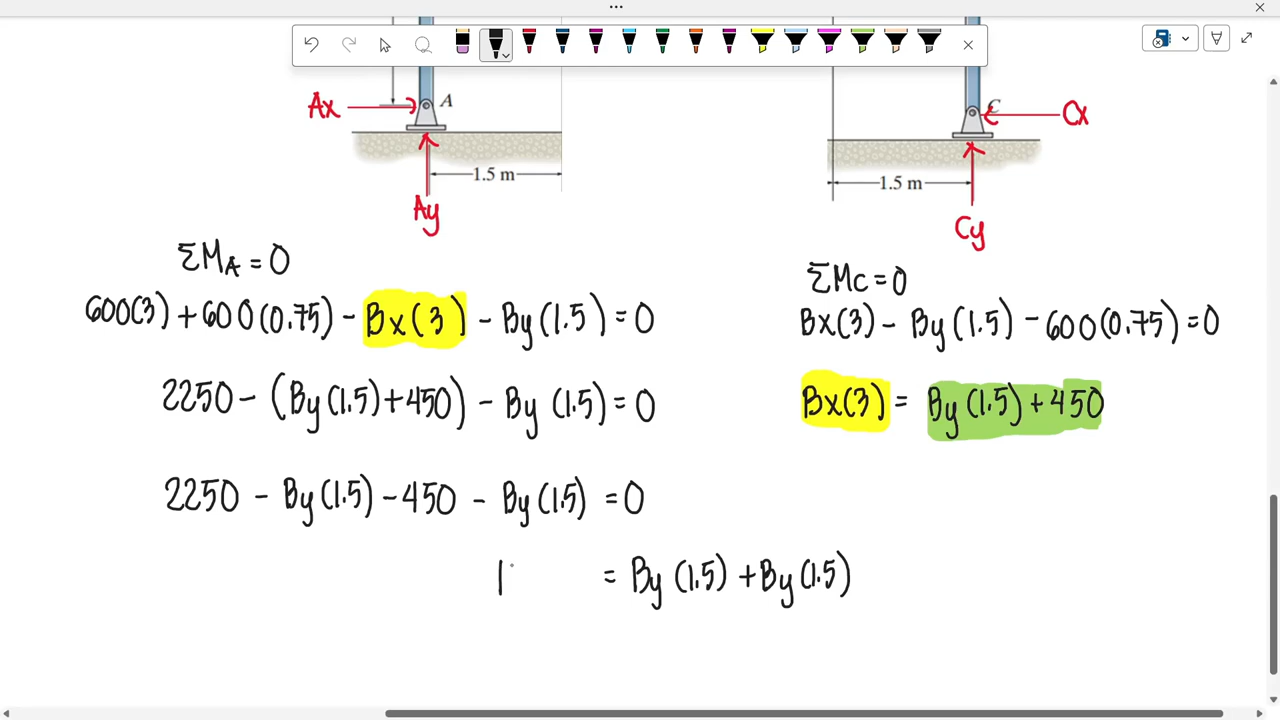 Ax
A
1.5 m
Ay
C
Cx
1.5 m
Cy
ΣMA = 0
600(3) + 600(0.75) - Bx(3) - By(1.5) = 0
2250 - (By(1.5) + 450) - By(1.5) = 0
2250 - By(1.5) - 450 - By(1.5) = 0
1 = By(1.5) + By(1.5)
ΣMC = 0
Bx(3) - By(1.5) - 600(0.75) = 0
Bx(3) = By(1.5) + 450